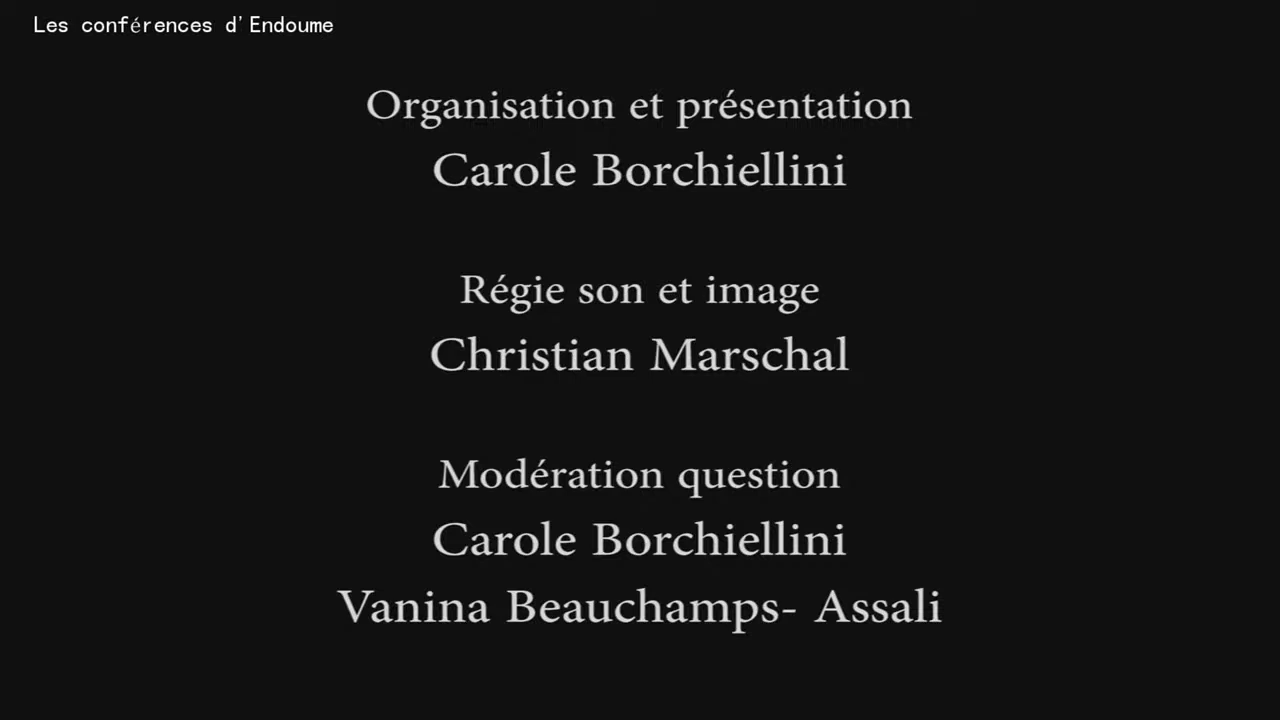 Les conférences d'Endoume
Organisation et présentation
Carole Borchiellini
Régie son et image
Christian Marschal
Modération question
Carole Borchiellini
Vanina Beauchamps- Assali